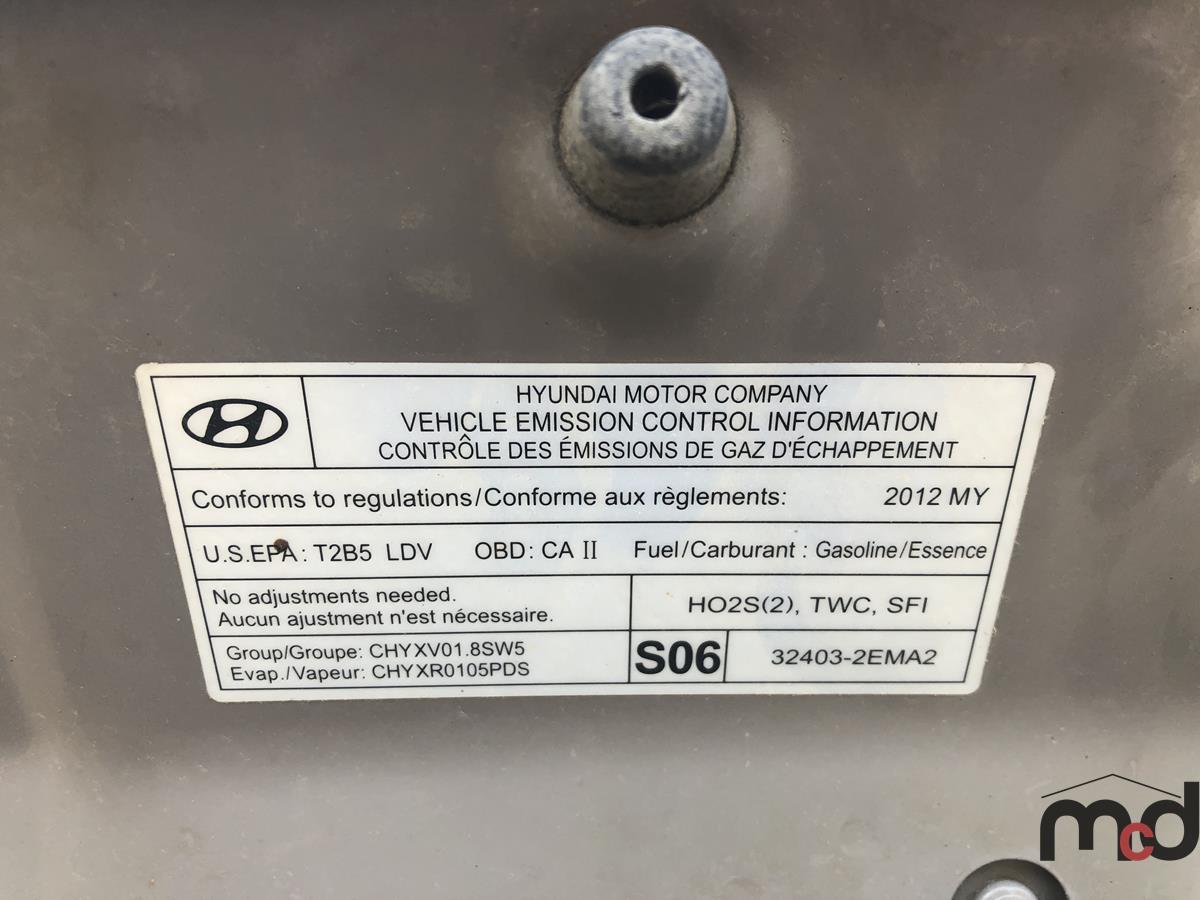 HYUNDAI MOTOR COMPANY
VEHICLE EMISSION CONTROL INFORMATION
CONTRÔLE DES ÉMISSIONS DE GAZ D'ÉCHAPPEMENT
Conforms to regulations/Conforme aux règlements: 2012 MY
U.S.EPA: T2B5 LDV OBD: CA II Fuel/Carburant : Gasoline/Essence
No adjustments needed.
Aucun ajustment n'est nécessaire.
HO2S(2), TWC, SFI
Group/Groupe: CHYXV01.8SW5
Evap./Vapeur: CHYXR0105PDS
S06
32403-2EMA2
mcd